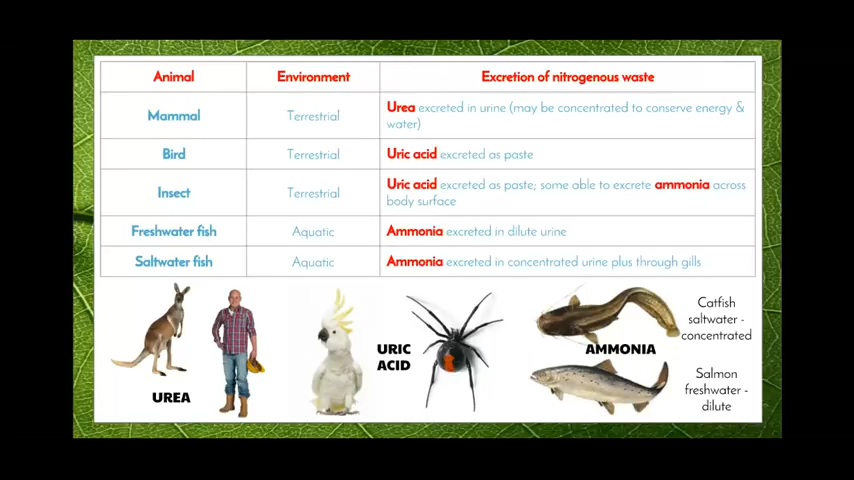 Animal
Environment
Excretion of nitrogenous waste
Mammal
Terrestrial
Urea excreted in urine (may be concentrated to conserve energy &
water)
Bird
Terrestrial
Uric acid excreted as paste
Insect
Terrestrial
Uric acid excreted as paste; some able to excrete ammonia across
body surface
Freshwater fish
Aquatic
Ammonia excreted in dilute urine
Saltwater fish
Aquatic
Ammonia excreted in concentrated urine plus through gills
UREA
URIC
ACID
AMMONIA
Catfish
saltwater -
concentrated
Salmon
freshwater -
dilute